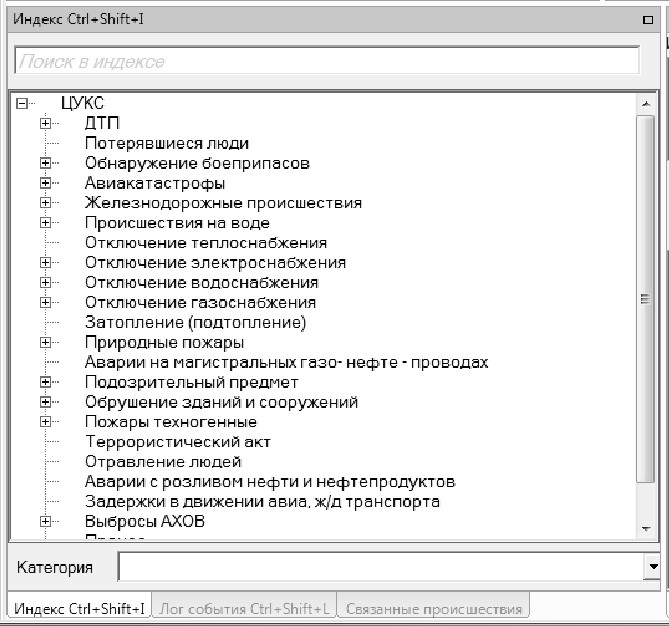 Индекс Ctrl+Shift+I
Поиск в индексе
ЦУКС
ДТП
Потерявшиеся люди
Обнаружение боеприпасов
Авиакатастрофы
Железнодорожные происшествия
Происшествия на воде
Отключение теплоснабжения
Отключение электроснабжения
Отключение водоснабжения
Отключение газоснабжения
Затопление (подтопление)
Природные пожары
Аварии на магистральных газо- нефте - проводах
Подозрительный предмет
Обрушение зданий и сооружений
Пожары техногенные
Террористический акт
Отравление людей
Аварии с розливом нефти и нефтепродуктов
Задержки в движении авиа, ж/д транспорта
Выбросы АХОВ
Категория
Индекс Ctrl+Shift+I Лог события Ctrl+Shift+L Связанные происшествия